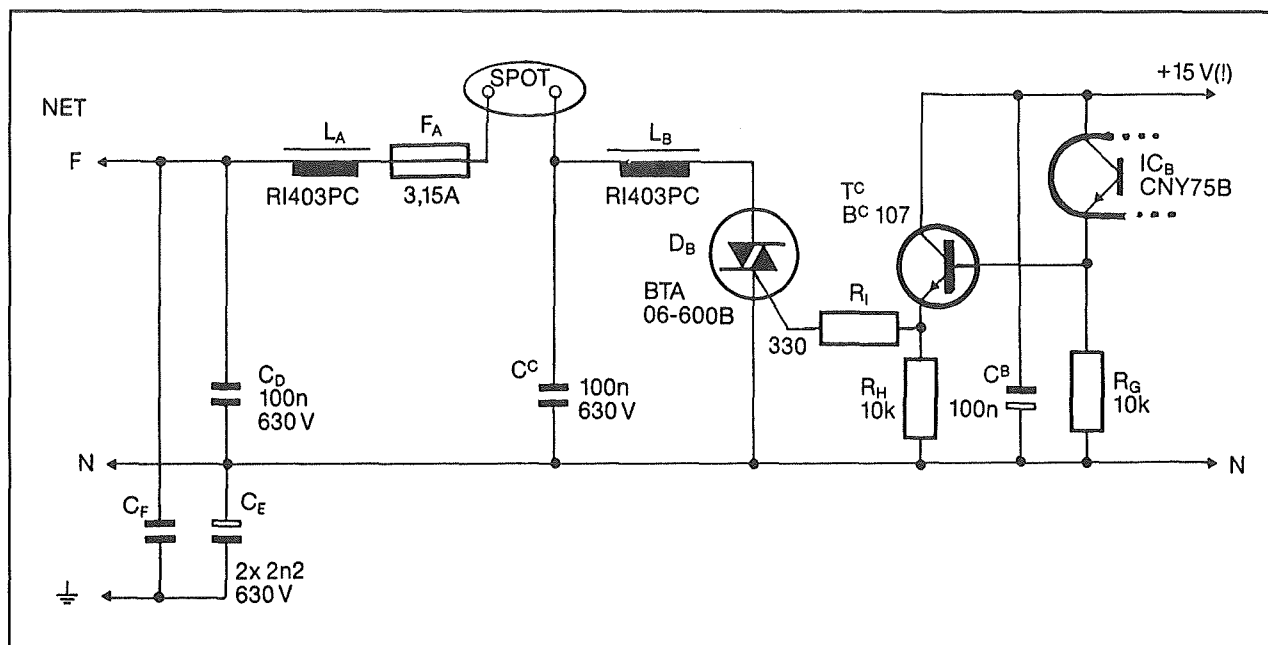 +15 V(!)
SPOT
NET
F
LA
RI403PC
FA
3,15A
LB
RI403PC
TC
BC 107
ICB
CNY75B
DB
BTA
06-600B
RI
330
CD
100n
630 V
CC
100n
630 V
RH
10k
CB
100n
RG
10k
N
N
CF
CE
2x 2n2
630 V